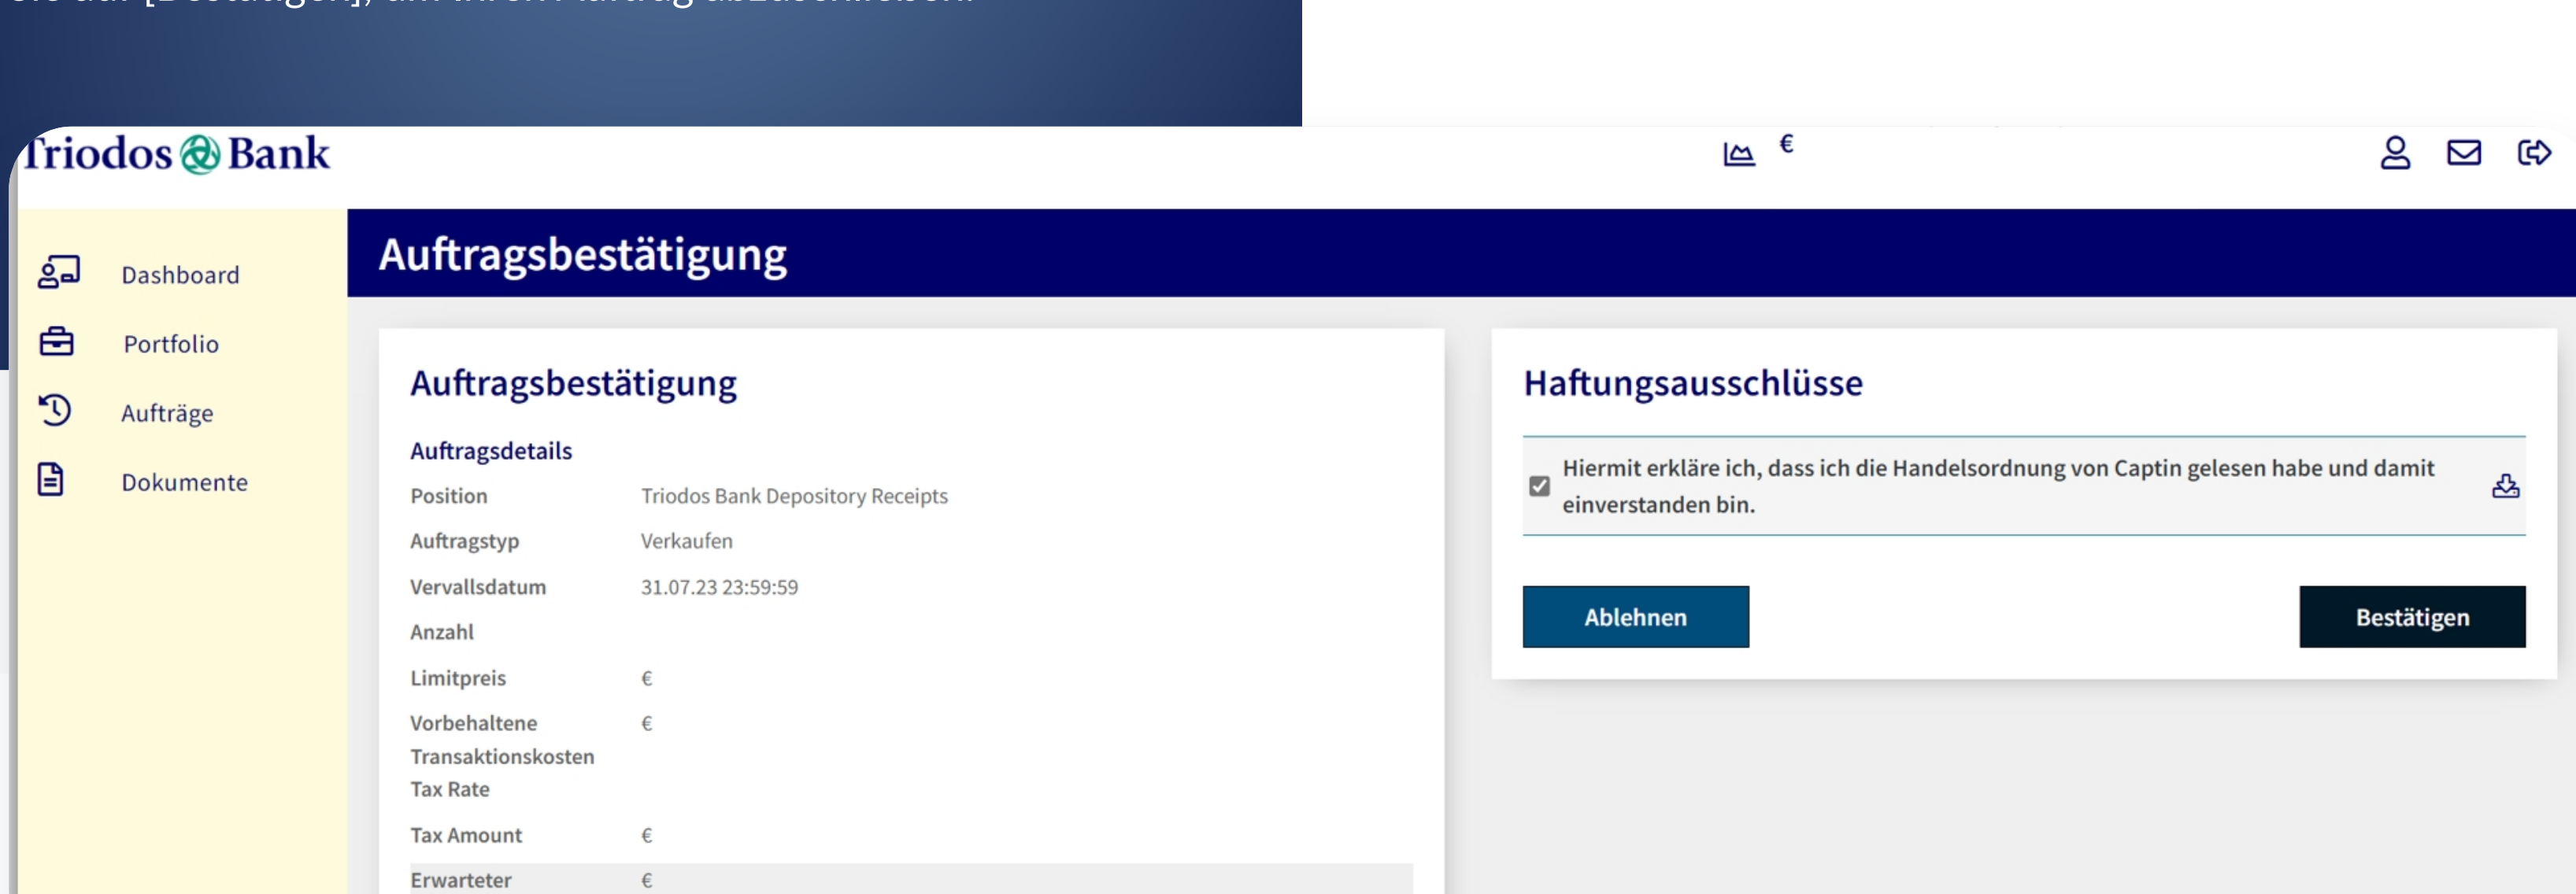 [Bestätigen],
Triodos Bank
€
Dashboard
Portfolio
Aufträge
Dokumente
Auftragsbestätigung
Auftragsbestätigung
Auftragsdetails
Position Triodos Bank Depository Receipts
Auftragstyp Verkaufen
Vervallsdatum 31.07.23 23:59:59
Anzahl
Limitpreis €
Vorbehaltene €
Transaktionskosten
Tax Rate
Tax Amount €
Erwarteter €
Haftungsausschlüsse
Hiermit erkläre ich, dass ich die Handelsordnung von Captin gelesen habe und damit
einverstanden bin.
Ablehnen
Bestätigen